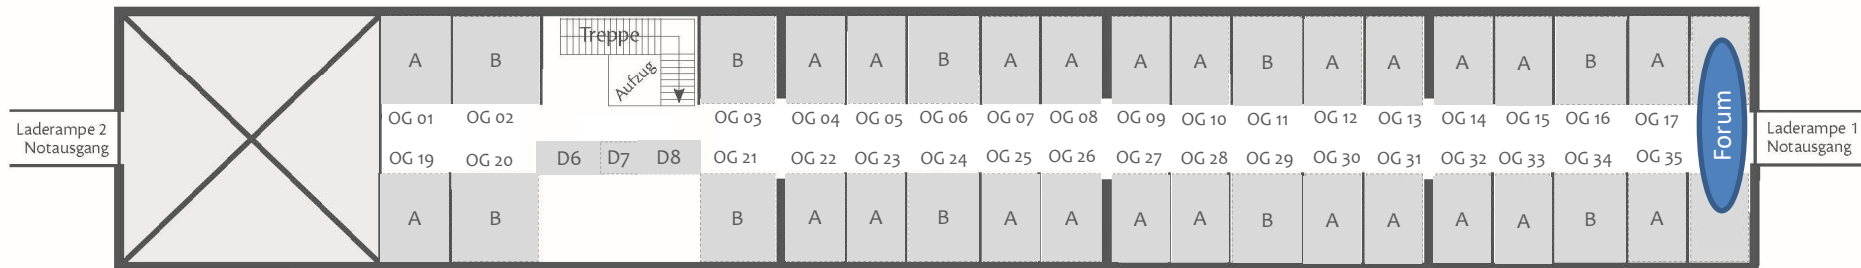 Treppe
Aufzug
A B B A A B A A A A B A A A A B A
OG 01 OG 02 OG 03 OG 04 OG 05 OG 06 OG 07 OG 08 OG 09 OG 10 OG 11 OG 12 OG 13 OG 14 OG 15 OG 16 OG 17
Laderampe 2
Notausgang
Forum
Laderampe 1
Notausgang
OG 19 OG 20 D6 D7 D8 OG 21 OG 22 OG 23 OG 24 OG 25 OG 26 OG 27 OG 28 OG 29 OG 30 OG 31 OG 32 OG 33 OG 34 OG 35
A B B A A B A A A A B A A A A B A